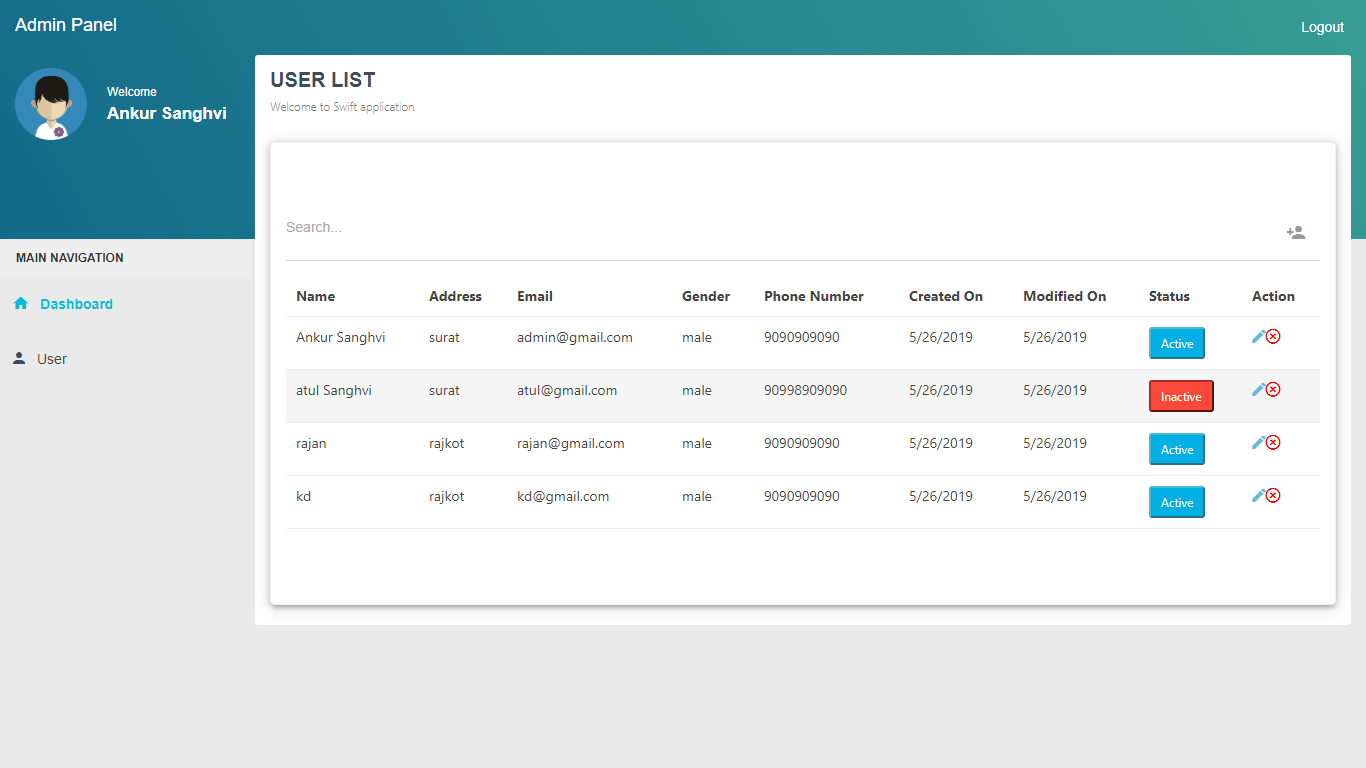 Admin Panel
Logout
Welcome
Ankur Sanghvi
USER LIST
Welcome to Swift application
Search...
MAIN NAVIGATION
Dashboard
User
Name Address Email Gender Phone Number Created On Modified On Status Action
Ankur Sanghvi surat admin@gmail.com male 9090909090 5/26/2019 5/26/2019 Active
atul Sanghvi surat atul@gmail.com male 90998909090 5/26/2019 5/26/2019 Inactive
rajan rajkot rajan@gmail.com male 9090909090 5/26/2019 5/26/2019 Active
kd rajkot kd@gmail.com male 9090909090 5/26/2019 5/26/2019 Active